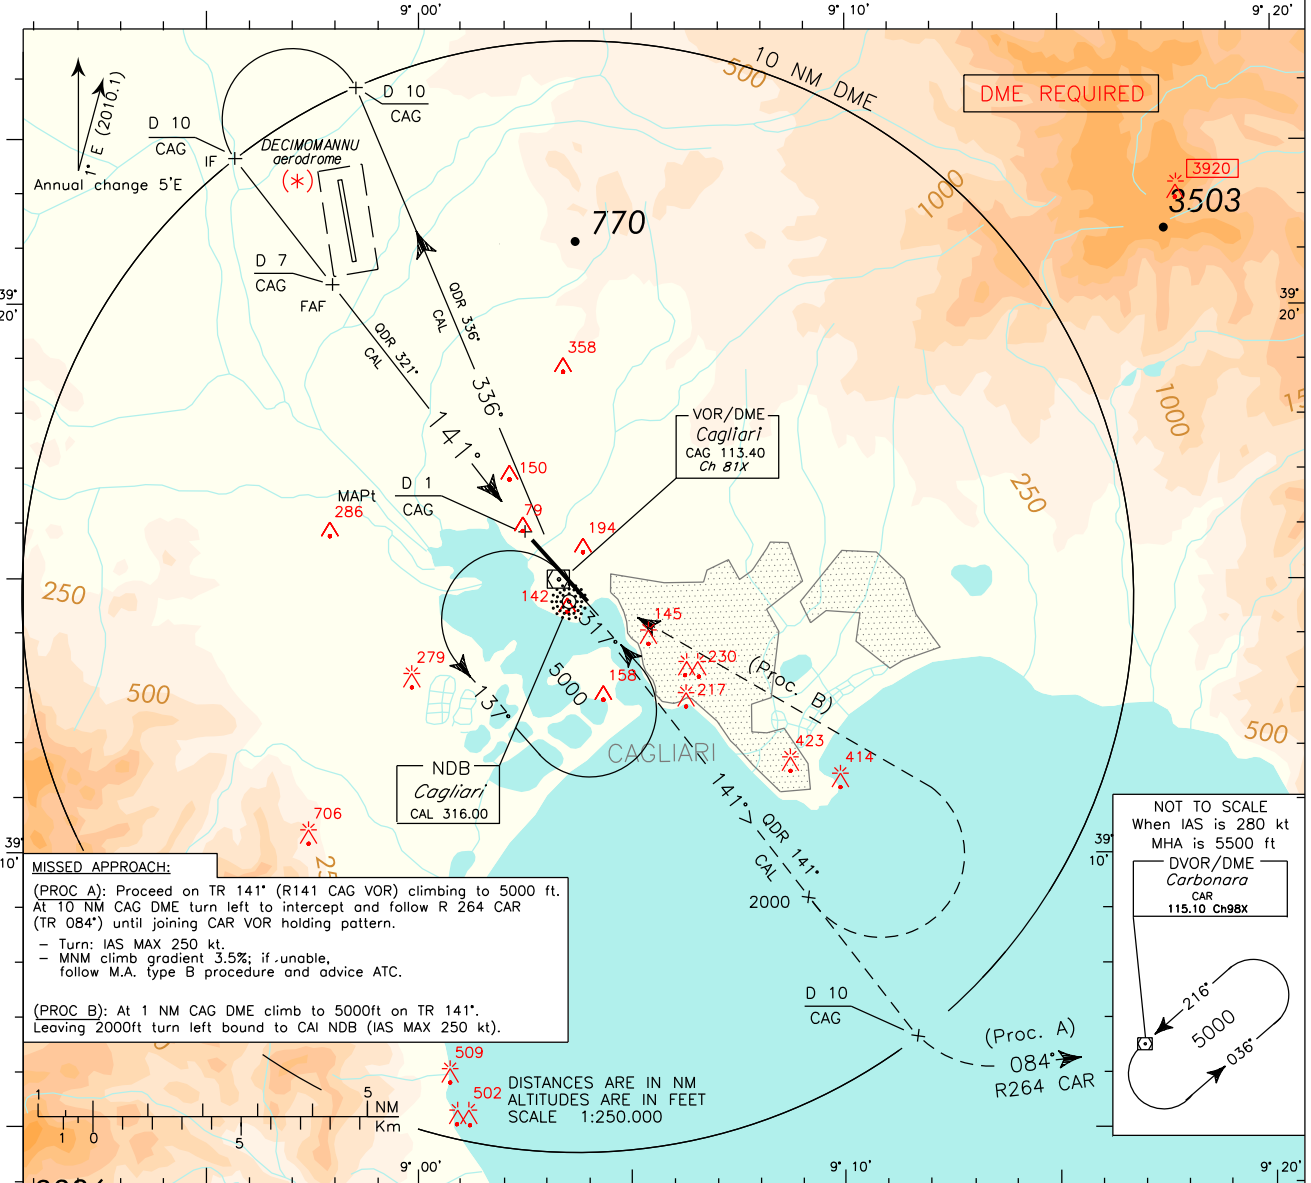 9° 00'
9° 10'
9° 20'
10 NM DME
500
DME REQUIRED
D 10
CAG
D 10
CAG
IF
1° E (2010.1)
Annual change 5'E
DECIMOMANNU
aerodrome
(*)
3920
3503
1000
770
D 7
CAG
FAF
39°
20'
39°
20'
QDR 336°
CAL
QDR 321°
CAL
358
336°
141°
1000
15
VOR/DME
Cagliari
CAG 113.40
Ch 81X
150
MAPt
D 1
CAG
79
286
194
250
250
142
145
317°
279
158
230
217
(Proc. B)
5000
137°
500
500
CAGLIARI
423
414
NDB
Cagliari
CAL 316.00
141°
QDR 141°
CAL
2000
706
39°
10'
39°
10'
25
NOT TO SCALE
When IAS is 280 kt
MHA is 5500 ft
DVOR/DME
Carbonara
CAR
115.10 Ch98X
216°
5000
036°
MISSED APPROACH:
(PROC A): Proceed on TR 141° (R141 CAG VOR) climbing to 5000 ft.
At 10 NM CAG DME turn left to intercept and follow R 264 CAR
(TR 084°) until joining CAR VOR holding pattern.
– Turn: IAS MAX 250 kt.
– MNM climb gradient 3.5%; if unable,
follow M.A. type B procedure and advice ATC.
(PROC B): At 1 NM CAG DME climb to 5000ft on TR 141°.
Leaving 2000ft turn left bound to CAI NDB (IAS MAX 250 kt).
D 10
CAG
(Proc. A)
084°
R264 CAR
509
502
DISTANCES ARE IN NM
ALTITUDES ARE IN FEET
SCALE 1:250.000
1
5
NM
Km
1
0
5
9° 00'
9° 10'
9° 20'